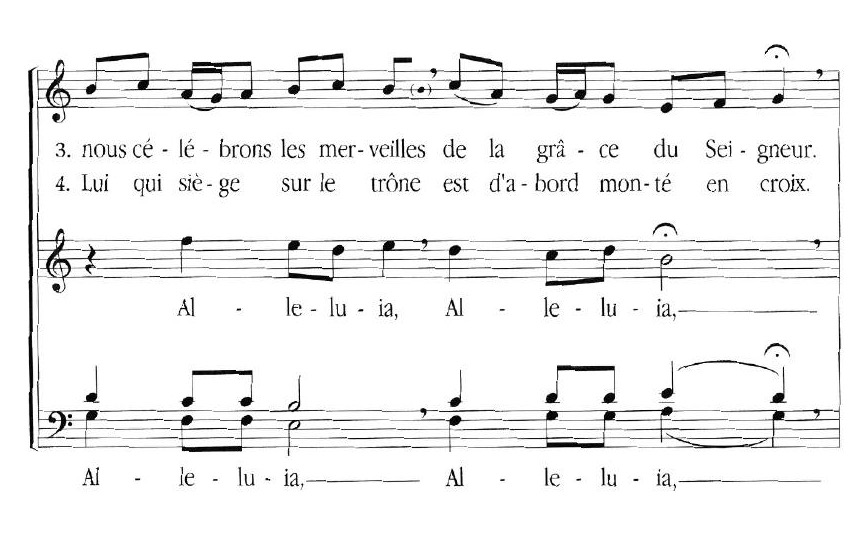 3. nous cé - lé - brons les mer - veilles de la grâ - ce du Sei - gneur.
4. Lui qui siè - ge sur le trône est d'a - bord mon - té en croix.
Al - le - lu - ia, Al - le - lu - ia,
Al - le - lu - ia, Al - le - lu - ia,